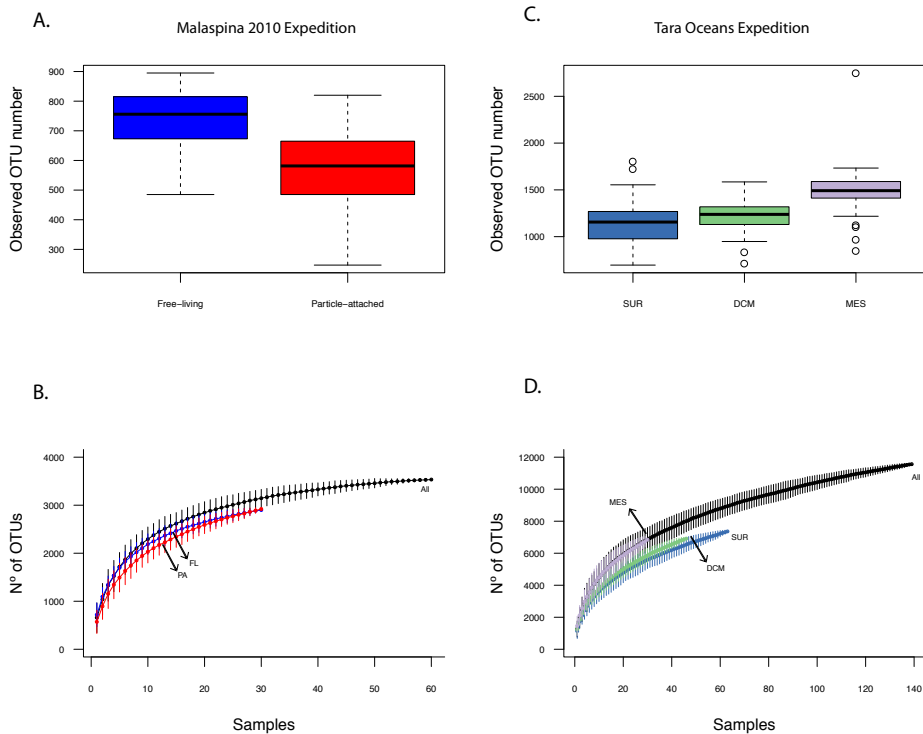 A.
Malaspina 2010 Expedition
Observed OTU number
900
800
700
600
500
400
300
Free−living
Particle−attached
C.
Tara Oceans Expedition
Observed OTU number
2500
2000
1500
1000
SUR
DCM
MES
B.
Nº of OTUs
4000
3000
2000
1000
0
All
FL
PA
0
10
20
30
40
50
60
Samples
D.
Nº of OTUs
12000
10000
8000
6000
4000
2000
0
MES
All
SUR
DCM
0
20
40
60
80
100
120
140
Samples